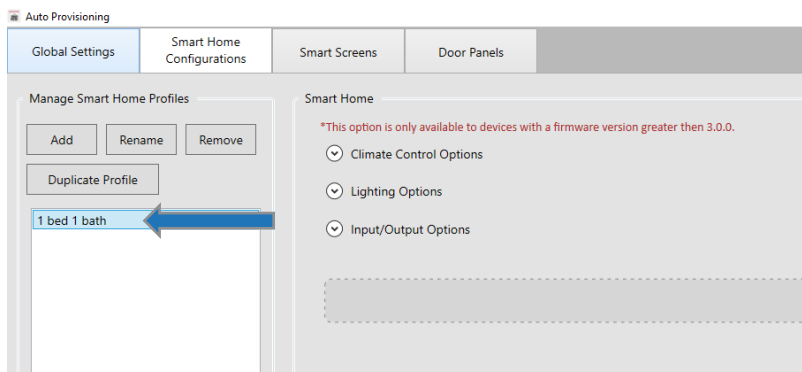 Auto Provisioning
Global Settings
Smart Home
Configurations
Smart Screens
Door Panels
Manage Smart Home Profiles
Add
Rename
Remove
Duplicate Profile
1 bed 1 bath
Smart Home
*This option is only available to devices with a firmware version greater then 3.0.0.
Climate Control Options
Lighting Options
Input/Output Options